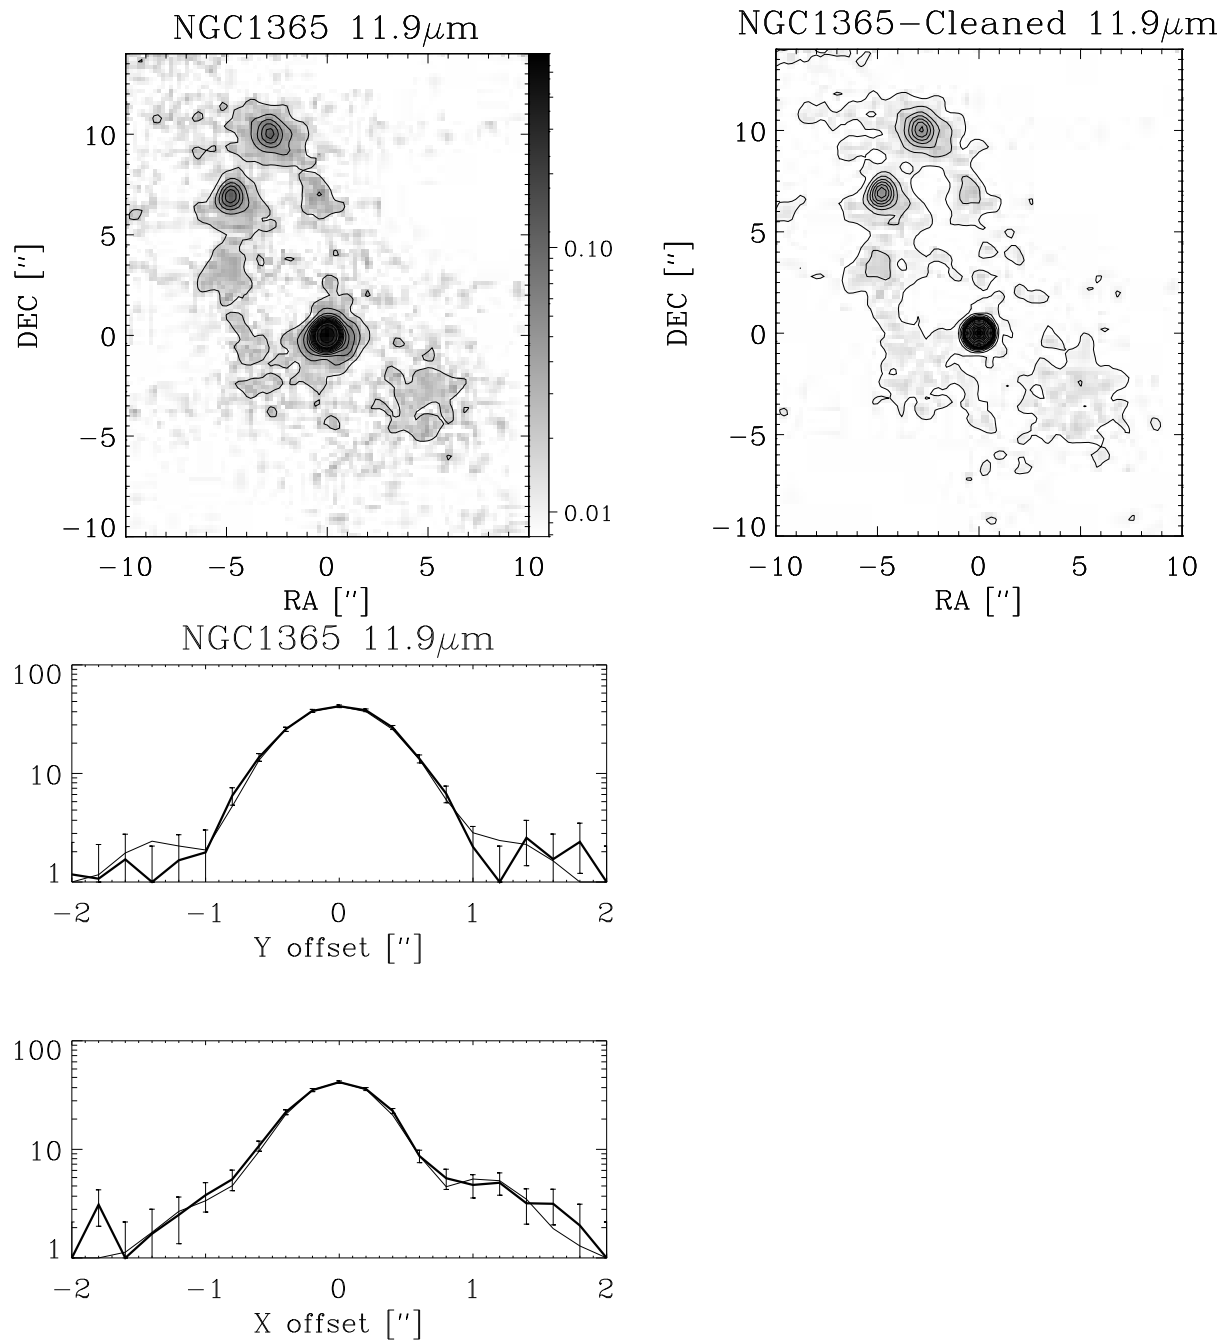 NGC1365 11.9μm
10
5
0
−5
−10
DEC [″]
−10 −5 0 5 10
RA [″]
0.10
0.01
NGC1365−Cleaned 11.9μm
10
5
0
−5
−10
DEC [″]
−10 −5 0 5 10
RA [″]
NGC1365 11.9μm
100
10
1
−2 −1 0 1 2
Y offset [″]
100
10
1
−2 −1 0 1 2
X offset [″]